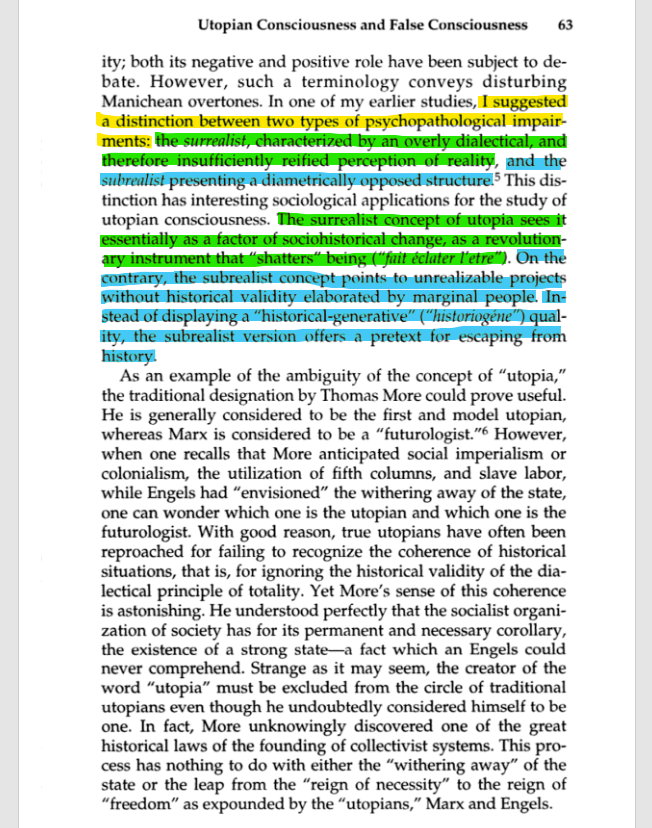 Utopian Consciousness and False Consciousness 63
ity; both its negative and positive role have been subject to de-
bate. However, such a terminology conveys disturbing
Manichean overtones. In one of my earlier studies, I suggested
a distinction between two types of psychopathological impair-
ments: the surrealist, characterized by an overly dialectical, and
therefore insufficiently reified perception of reality, and the
subrealist presenting a diametrically opposed structure.⁵ This dis-
tinction has interesting sociological applications for the study of
utopian consciousness. The surrealist concept of utopia sees it
essentially as a factor of sociohistorical change, as a revolution-
ary instrument that "shatters" being ("fait éclater l'etre"). On the
contrary, the subrealist concept points to unrealizable projects
without historical validity elaborated by marginal people. In-
stead of displaying a "historical-generative" ("historiogéne") qual-
ity, the subrealist version offers a pretext for escaping from
history.
As an example of the ambiguity of the concept of "utopia,"
the traditional designation by Thomas More could prove useful.
He is generally considered to be the first and model utopian,
whereas Marx is considered to be a "futurologist."⁶ However,
when one recalls that More anticipated social imperialism or
colonialism, the utilization of fifth columns, and slave labor,
while Engels had "envisioned" the withering away of the state,
one can wonder which one is the utopian and which one is the
futurologist. With good reason, true utopians have often been
reproached for failing to recognize the coherence of historical
situations, that is, for ignoring the historical validity of the dia-
lectical principle of totality. Yet More's sense of this coherence
is astonishing. He understood perfectly that the socialist organi-
zation of society has for its permanent and necessary corollary,
the existence of a strong state—a fact which an Engels could
never comprehend. Strange as it may seem, the creator of the
word "utopia" must be excluded from the circle of traditional
utopians even though he undoubtedly considered himself to be
one. In fact, More unknowingly discovered one of the great
historical laws of the founding of collectivist systems. This pro-
cess has nothing to do with either the "withering away" of the
state or the leap from the "reign of necessity" to the reign of
"freedom" as expounded by the "utopians," Marx and Engels.